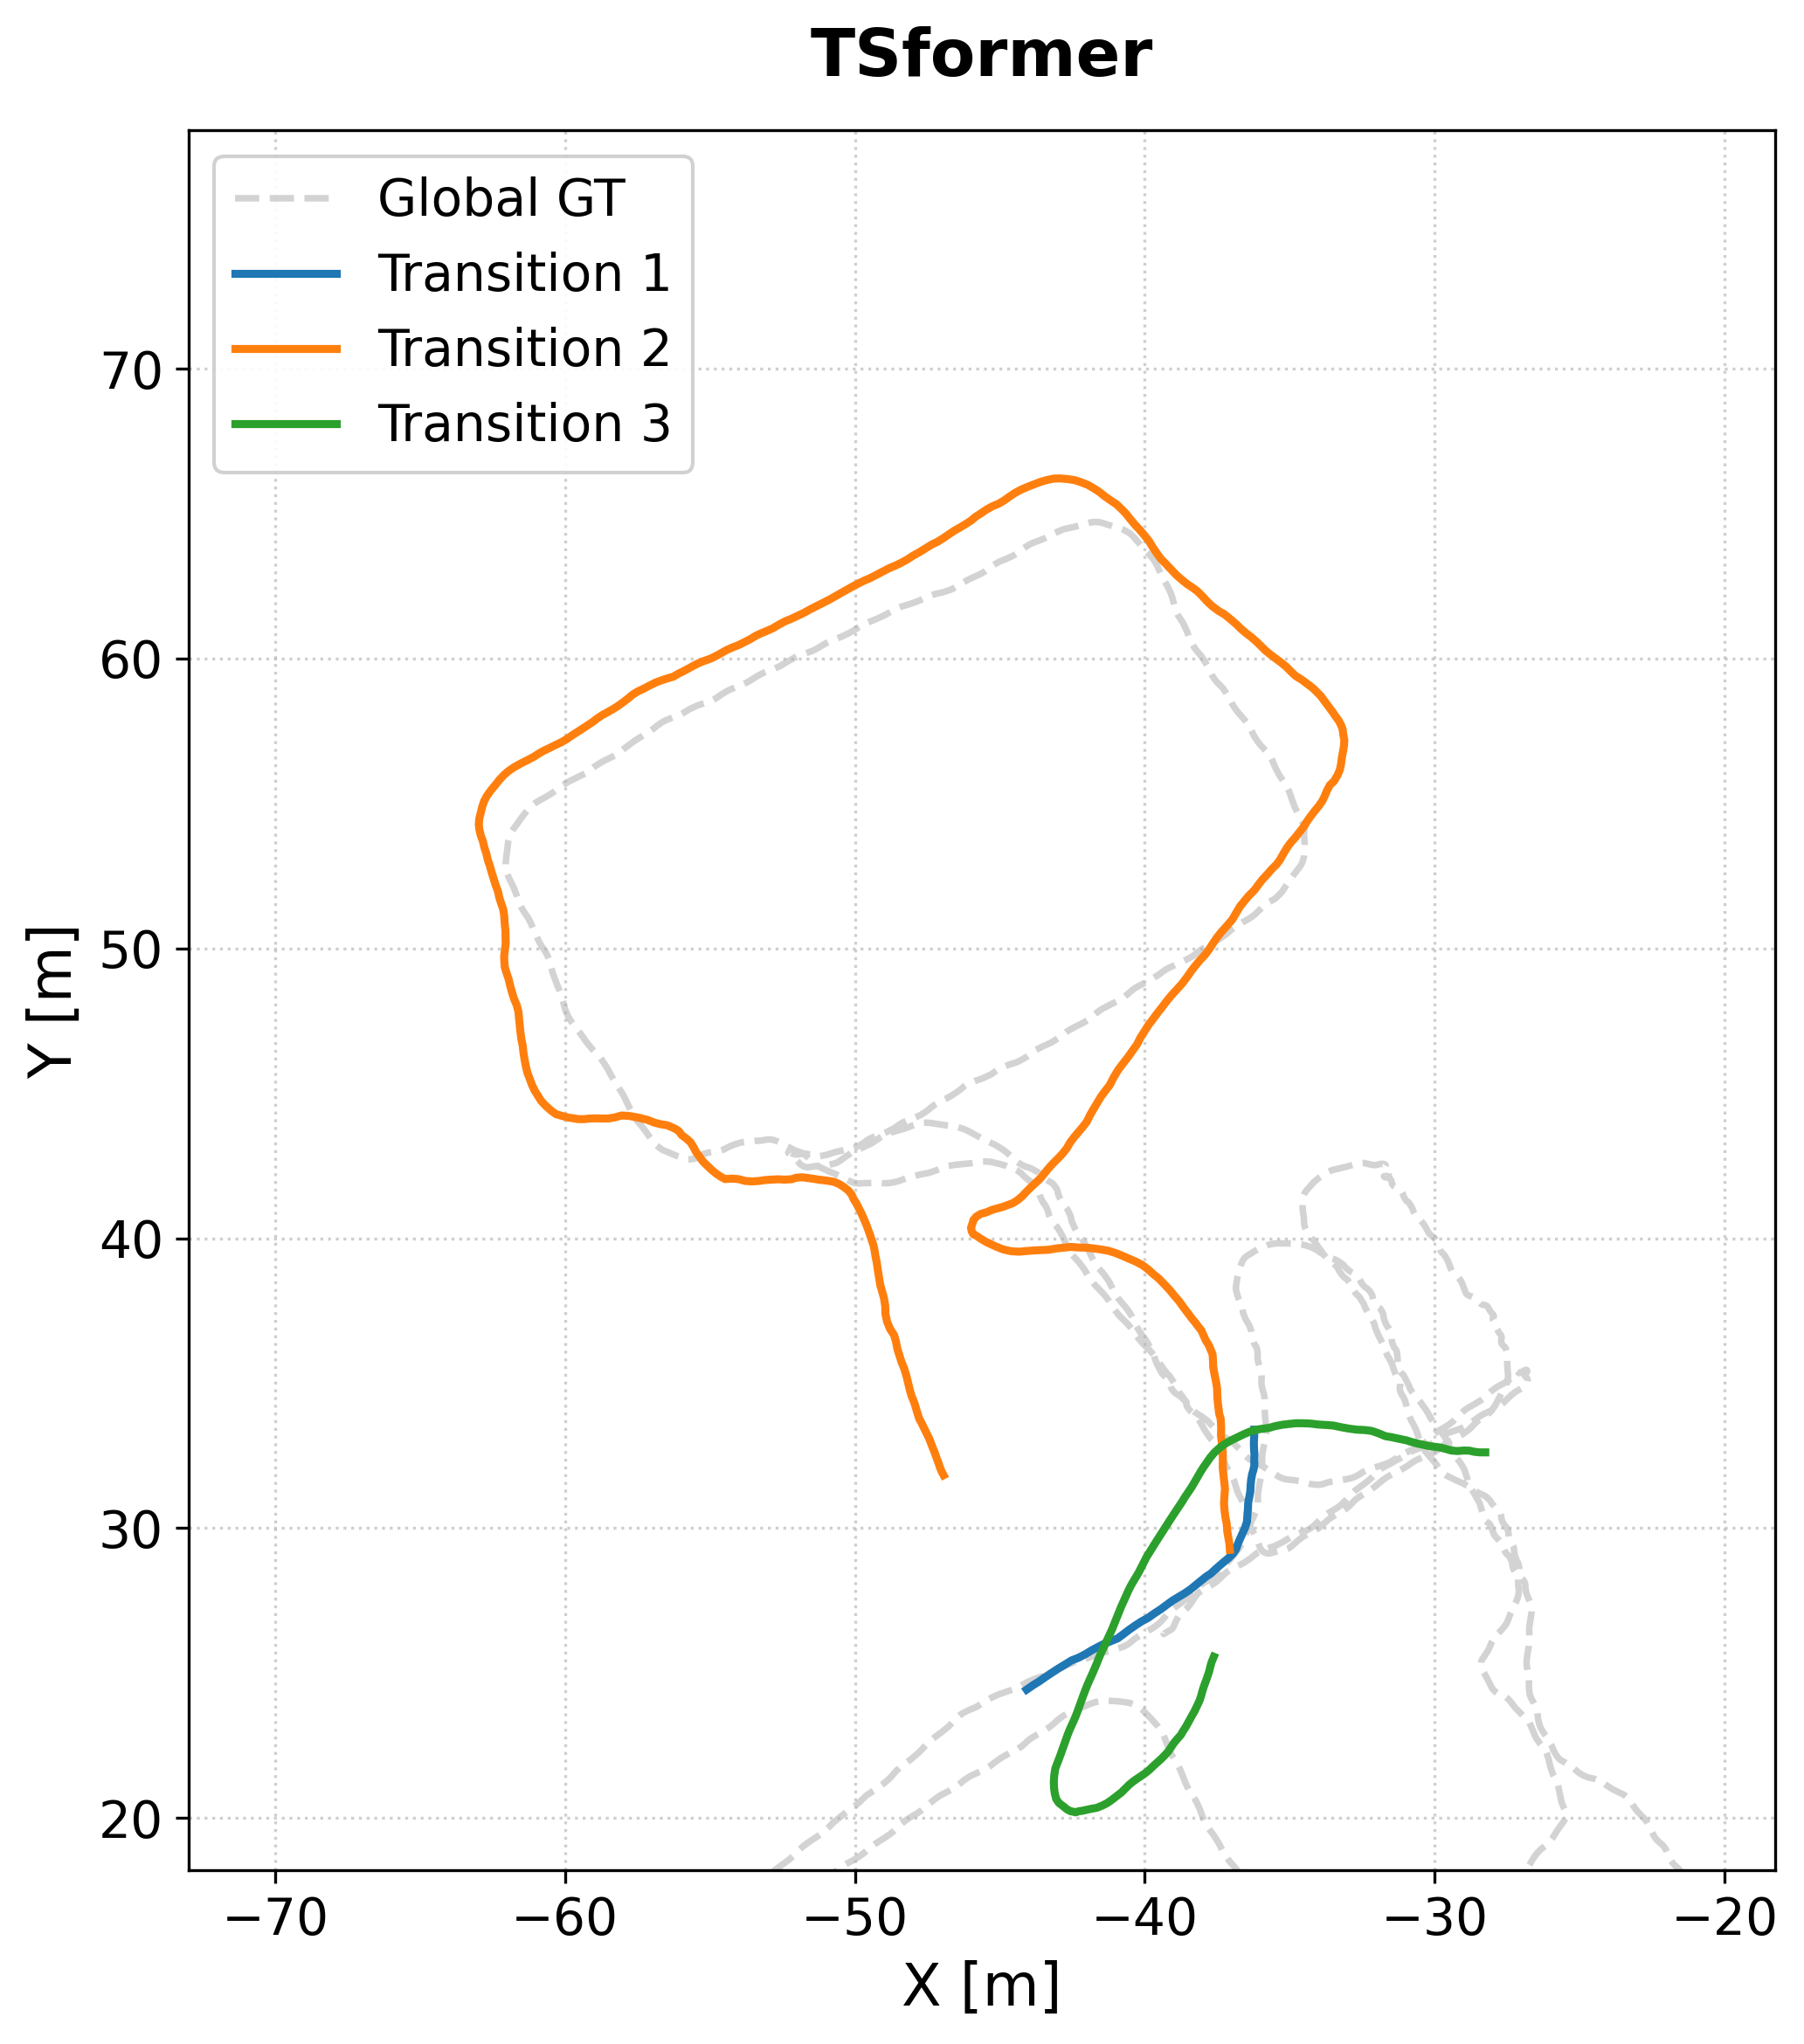 TSformer
Global GT
Transition 1
Transition 2
Transition 3
70
60
50
40
30
20
Y [m]
−70
−60
−50
−40
−30
−20
X [m]